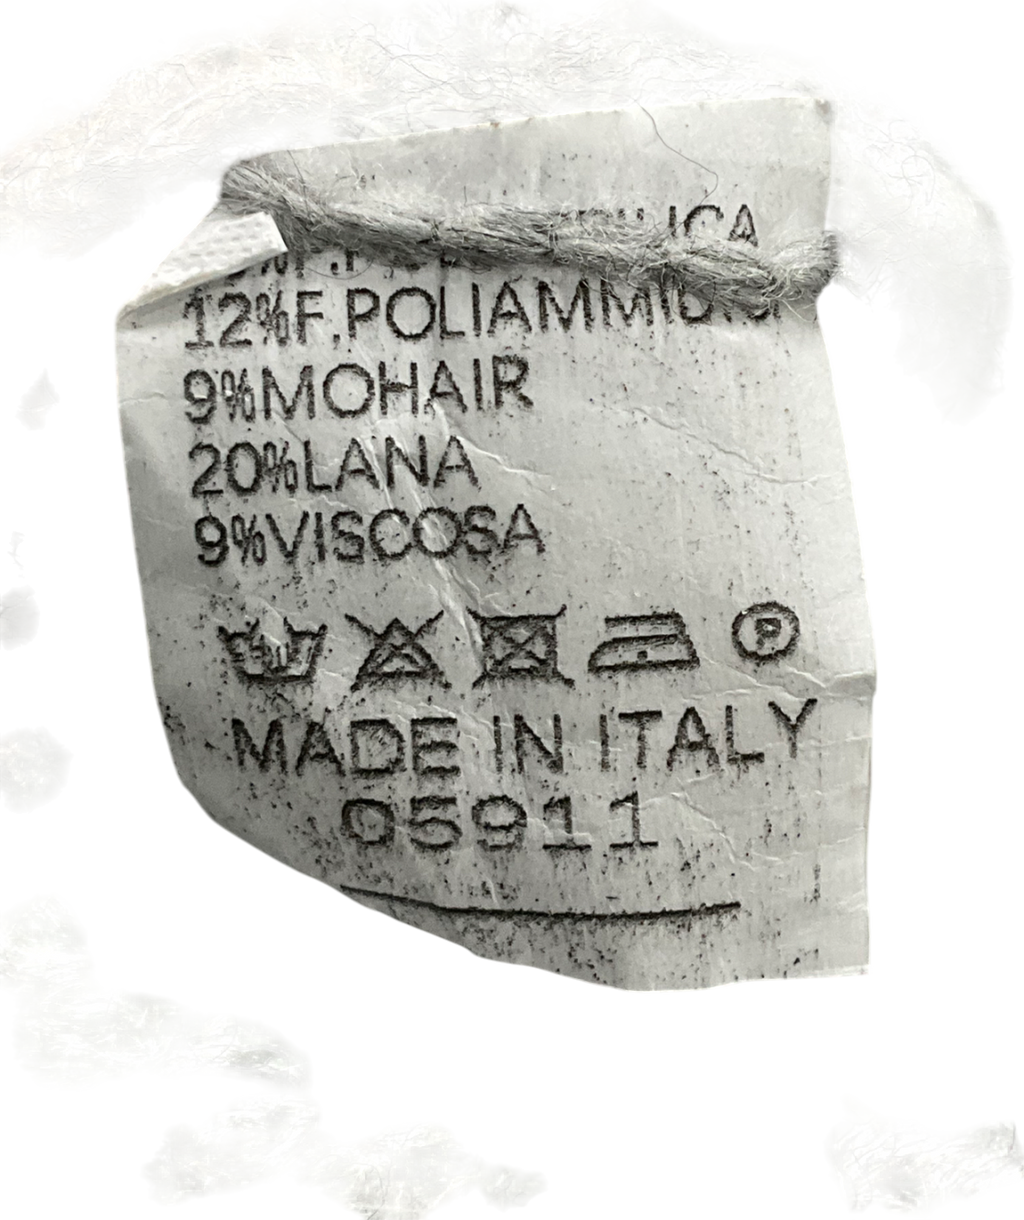 12%F.POLIAMMID
9%MOHAIR
20%LANA
9%VISCOSA
P
MADE IN ITALY
05911